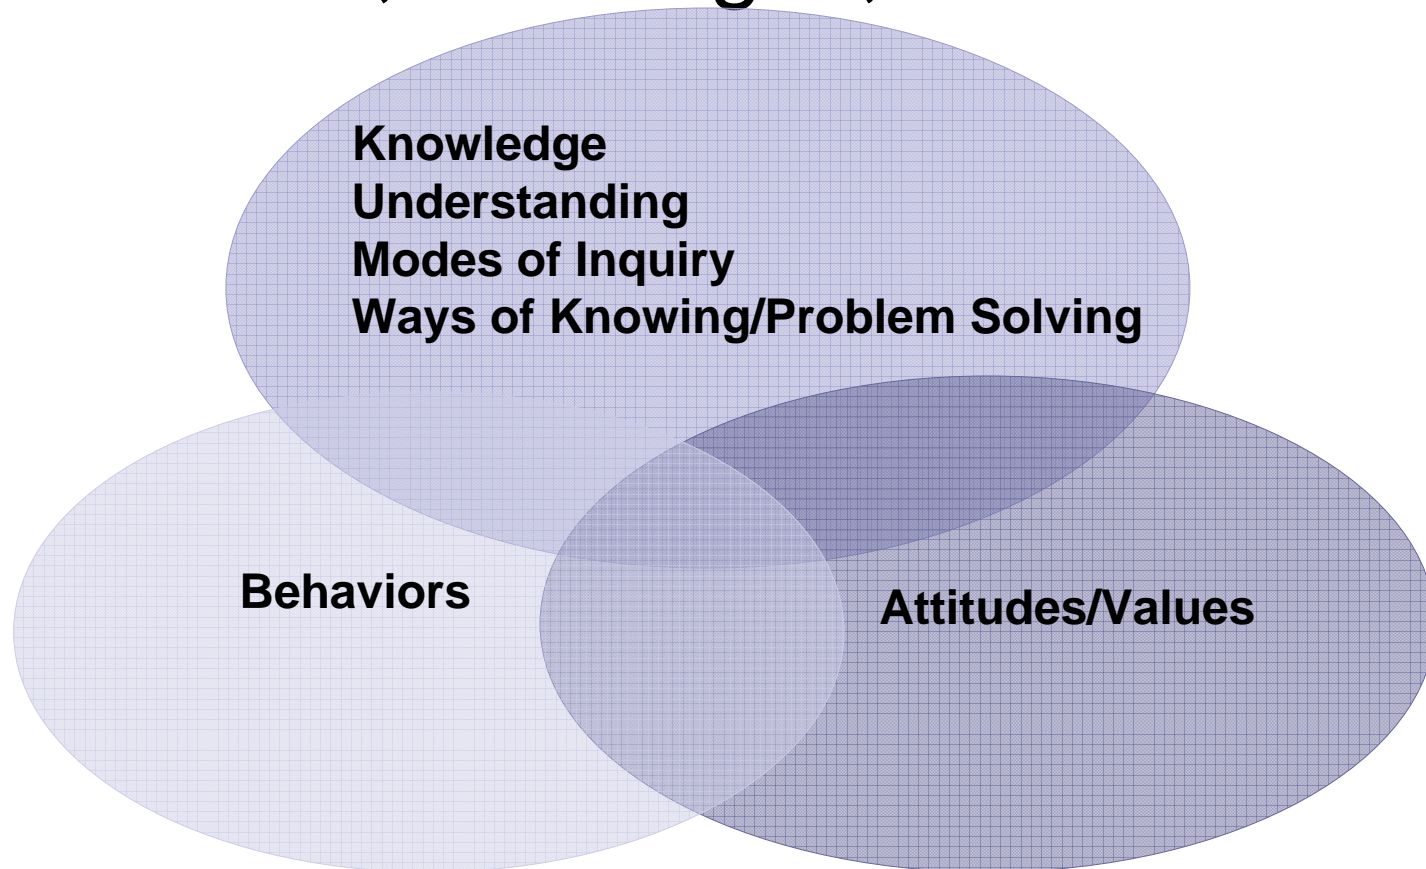 Knowledge
Understanding
Modes of Inquiry
Ways of Knowing/Problem Solving
Behaviors
Attitudes/Values